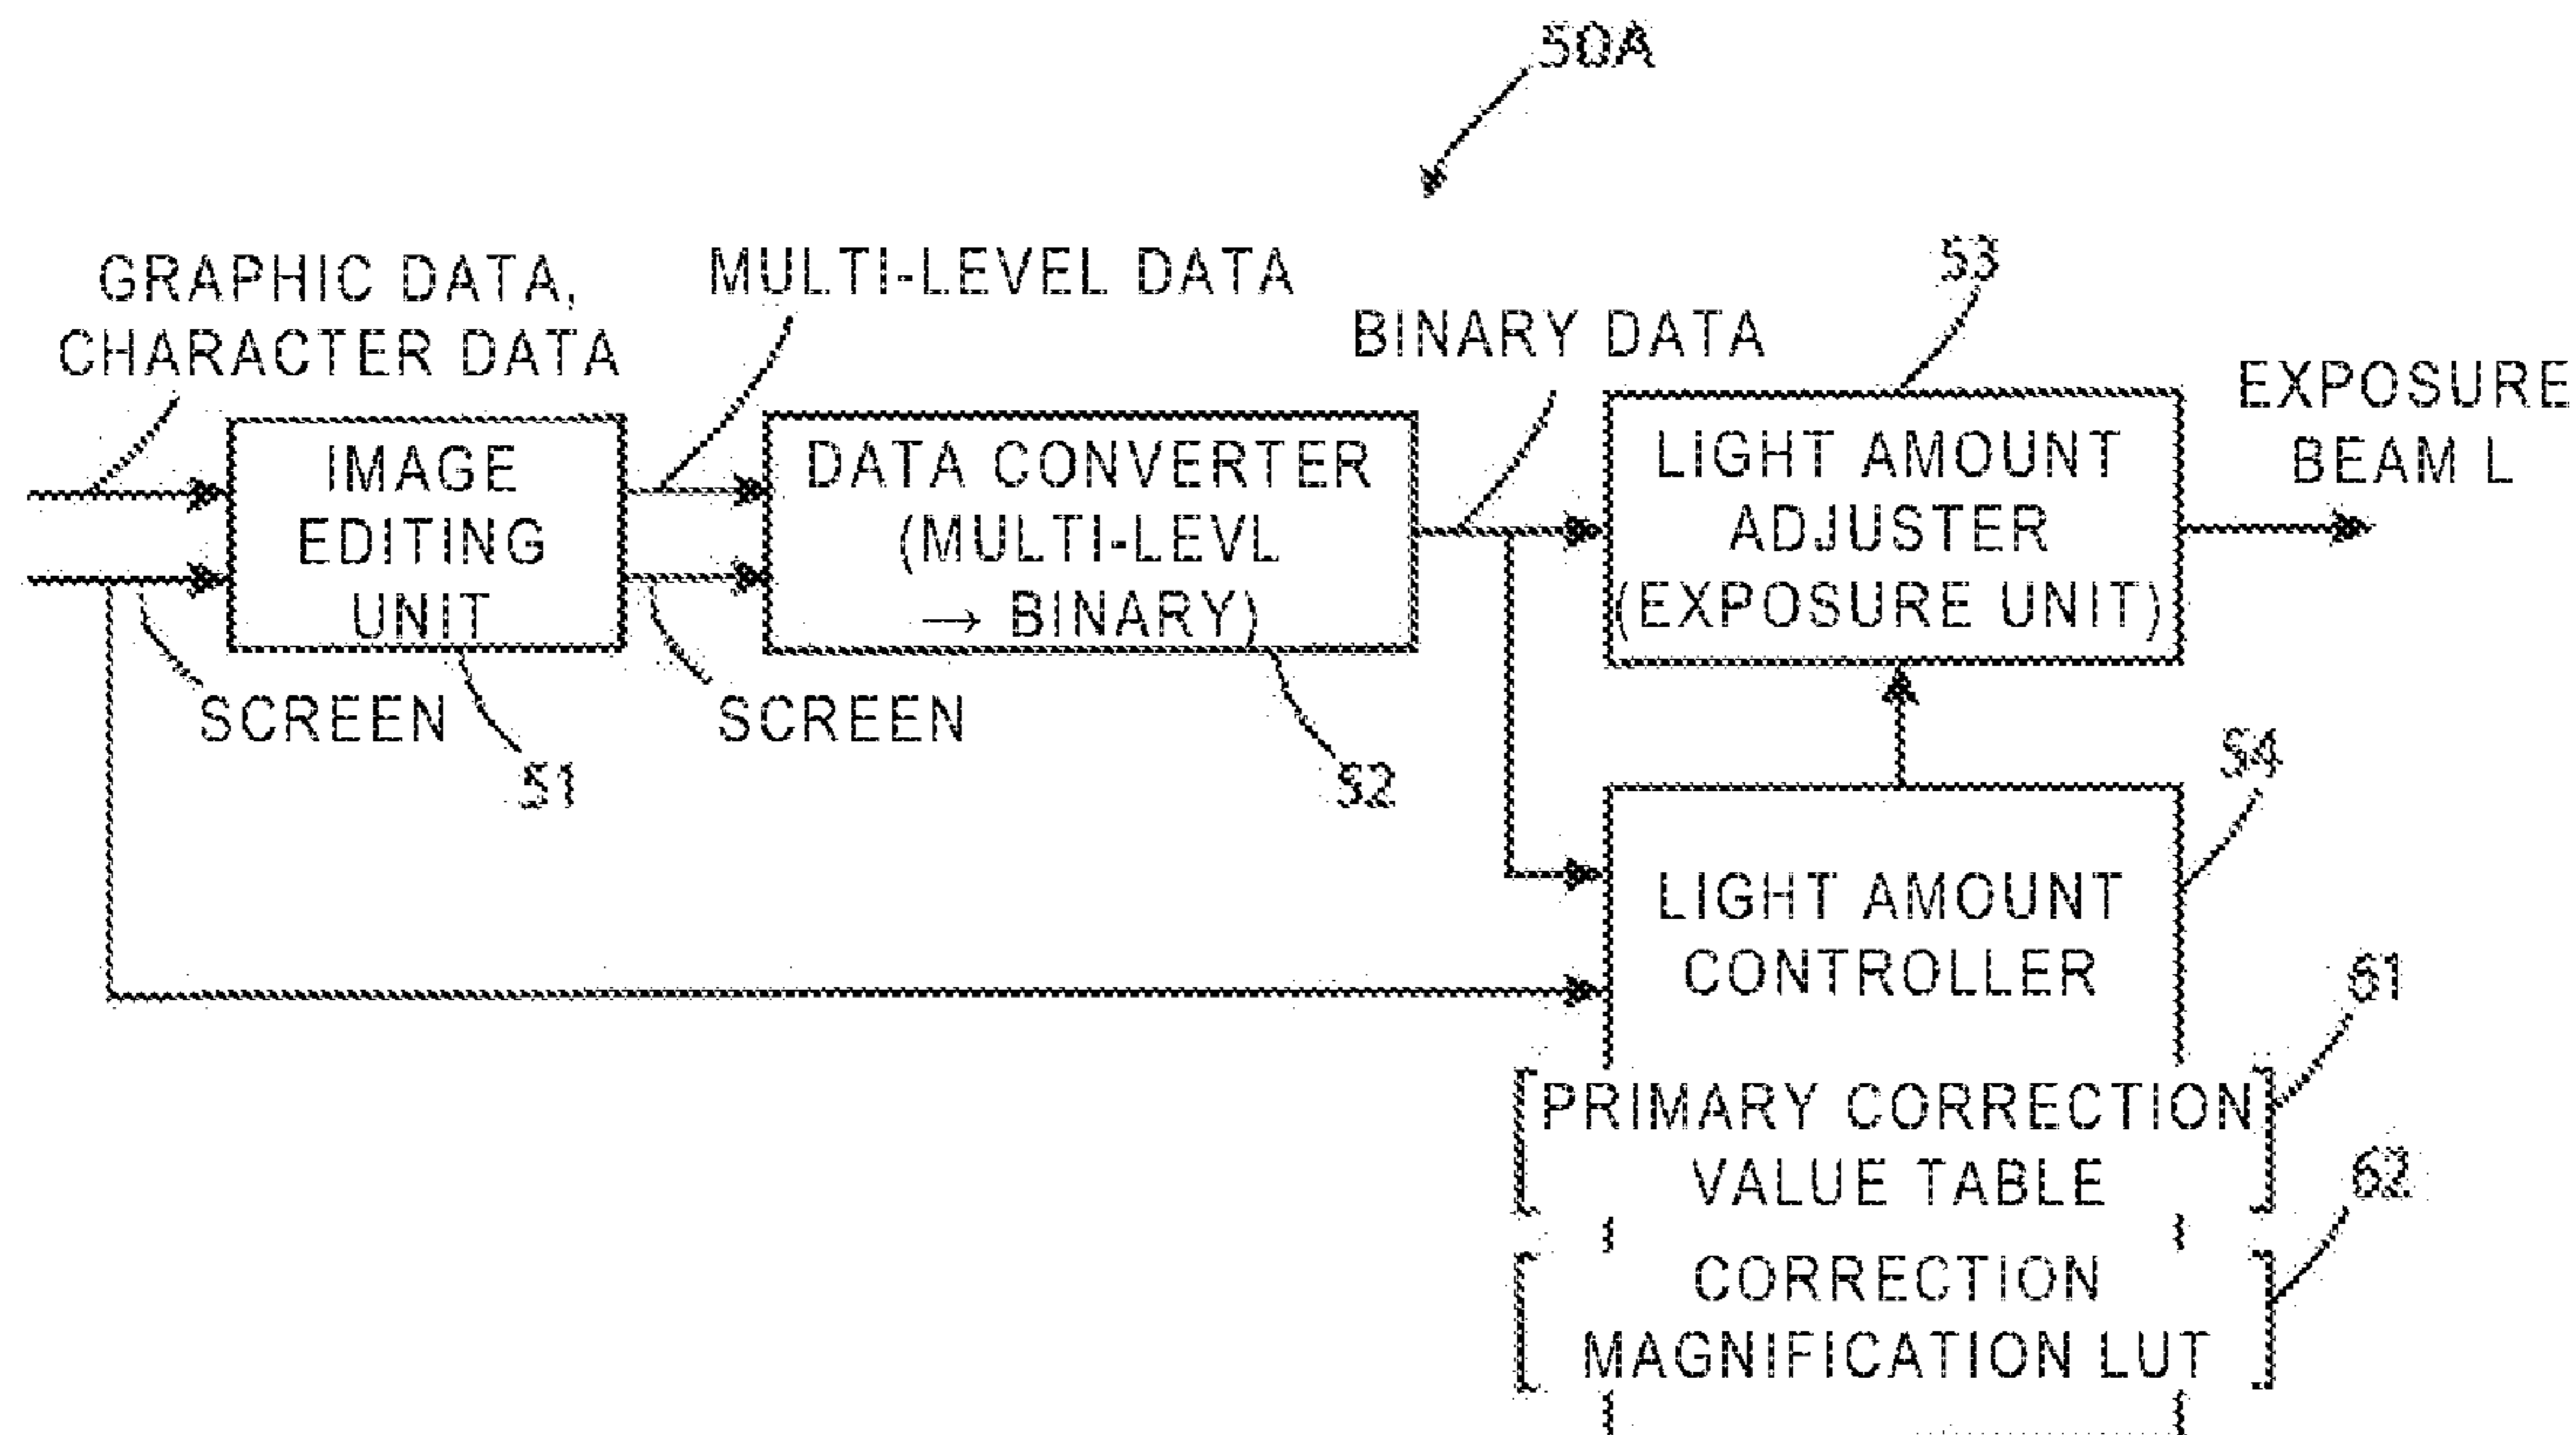 50A
GRAPHIC DATA,
CHARACTER DATA
MULTI-LEVEL DATA
BINARY DATA
53
EXPOSURE
BEAM L
IMAGE
EDITING
UNIT
DATA CONVERTER
(MULTI-LEVL
→ BINARY)
LIGHT AMOUNT
ADJUSTER
(EXPOSURE UNIT)
SCREEN
SCREEN
51
52
54
LIGHT AMOUNT
CONTROLLER
61
PRIMARY CORRECTION
VALUE TABLE
62
CORRECTION
MAGNIFICATION LUT